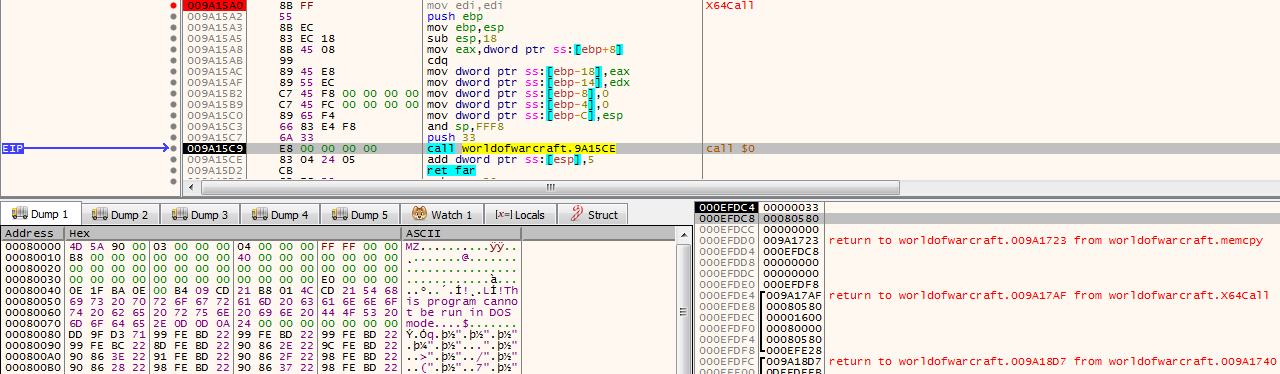 009A15A0 8B FF mov edi,edi X64Call
009A15A2 55 push ebp
009A15A3 8B EC mov ebp,esp
009A15A5 83 EC 18 sub esp,18
009A15A8 8B 45 08 mov eax,dword ptr ss:[ebp+8]
009A15AB 99 cdq
009A15AC 89 45 E8 mov dword ptr ss:[ebp-18],eax
009A15AF 89 55 EC mov dword ptr ss:[ebp-14],edx
009A15B2 C7 45 F8 00 00 00 00 mov dword ptr ss:[ebp-8],0
009A15B9 C7 45 FC 00 00 00 00 mov dword ptr ss:[ebp-4],0
009A15C0 89 65 F4 mov dword ptr ss:[ebp-C],esp
009A15C3 66 83 E4 F8 and sp,FFF8
009A15C7 6A 33 push 33
EIP 009A15C9 E8 00 00 00 00 call worldofwarcraft.9A15CE call $0
009A15CE 83 04 24 05 add dword ptr ss:[esp],5
009A15D2 CB ret far
Dump 1 Dump 2 Dump 3 Dump 4 Dump 5 Watch 1 [x=] Locals Struct
Address Hex ASCII
00080000 4D 5A 90 00 03 00 00 00 04 00 00 00 FF FF 00 00 MZ..........ÿÿ..
00080010 B8 00 00 00 00 00 00 00 40 00 00 00 00 00 00 00 ¸.......@.......
00080020 00 00 00 00 00 00 00 00 00 00 00 00 00 00 00 00 ................
00080030 00 00 00 00 00 00 00 00 00 00 00 00 E0 00 00 00 ............à...
00080040 0E 1F BA 0E 00 B4 09 CD 21 B8 01 4C CD 21 54 68 ..º..´.Í!¸.LÍ!Th
00080050 69 73 20 70 72 6F 67 72 61 6D 20 63 61 6E 6E 6F is program canno
00080060 74 20 62 65 20 72 75 6E 20 69 6E 20 44 4F 53 20 t be run in DOS
00080070 6D 6F 64 65 2E 0D 0D 0A 24 00 00 00 00 00 00 00 mode....$.......
00080080 DD 9F D3 71 99 FE BD 22 99 FE BD 22 99 FE BD 22 Ý.Óq.þ½".þ½".þ½"
00080090 99 FE BC 22 8D FE BD 22 90 86 2E 22 9C FE BD 22 .þ¼".þ½"...".þ½"
000800A0 90 86 3E 22 91 FE BD 22 90 86 2F 22 98 FE BD 22 ..>".þ½"../".þ½"
000800B0 90 86 28 22 98 FE BD 22 90 86 37 22 98 FE BD 22 ..(".þ½"..7".þ½"
000EFDC4 00000033
000EFDC8 00080580
000EFDCC 00000000
000EFDD0 009A1723 return to worldofwarcraft.009A1723 from worldofwarcraft.memcpy
000EFDD4 000EFDC8
000EFDD8 00000000
000EFDDC 00000000
000EFDE0 000EFDF8
000EFDE4 009A17AF return to worldofwarcraft.009A17AF from worldofwarcraft.X64Call
000EFDE8 00080580
000EFDEC 00001600
000EFDF0 00080000
000EFDF4 00080580
000EFDF8 000EFE28
000EFDFC 009A18D7 return to worldofwarcraft.009A18D7 from worldofwarcraft.009A1740